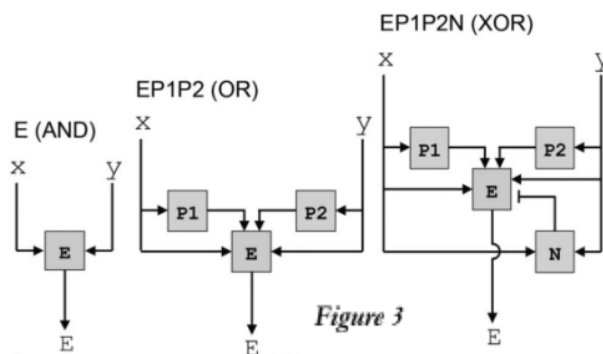 EP1P2N (XOR)
x y
EP1P2 (OR)
x y
E (AND)
x y
P1 P2
E
N
P1 P2
E
E
Figure 3
E E E